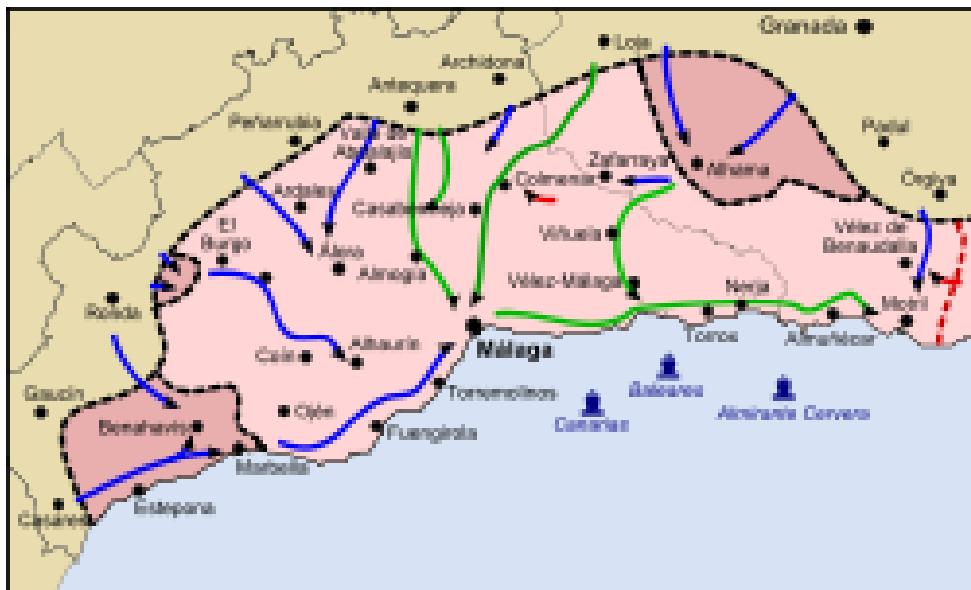 Granada
Loja
Archidona
Antequera
Peñarrubia
Valle de
Abdalajís
Padul
Zafarraya
Alhama
Colmenar
Órgiva
Ardales
Casabermeja
El
Burgo
Viñuela
Vélez de
Benaudalla
Álora
Almogía
Vélez-Málaga
Nerja
Motril
Ronda
Torrox
Almuñécar
Málaga
Coín
Alhaurín
Baleares
Torremolinos
Canarias
Almirante Cervera
Gaucín
Ojén
Benahavís
Fuengirola
Marbella
Estepona
Casares